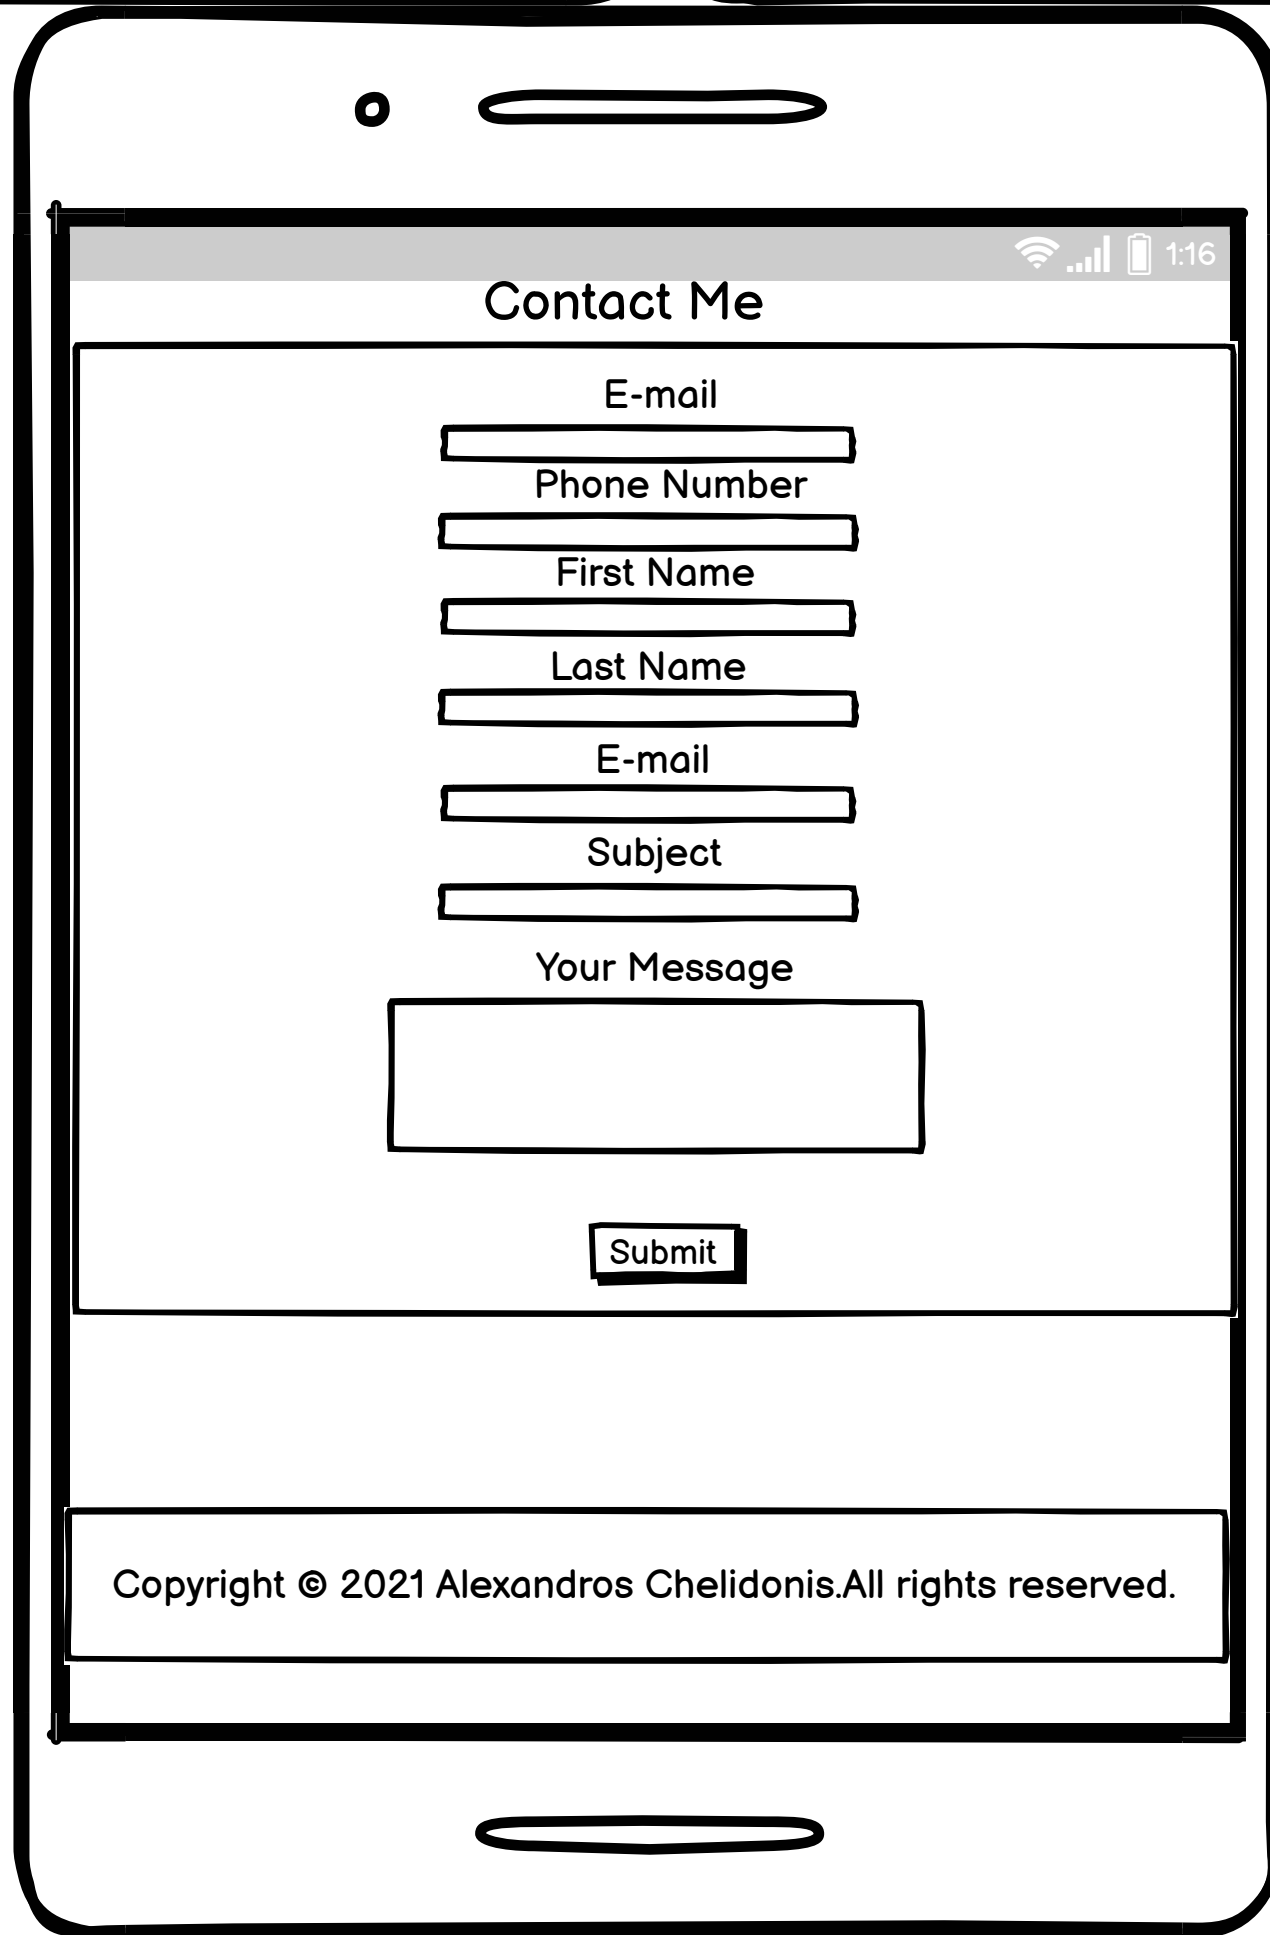 1:16
Contact Me
E-mail
Phone Number
First Name
Last Name
E-mail
Subject
Your Message
Submit
Copyright © 2021 Alexandros Chelidonis.All rights reserved.